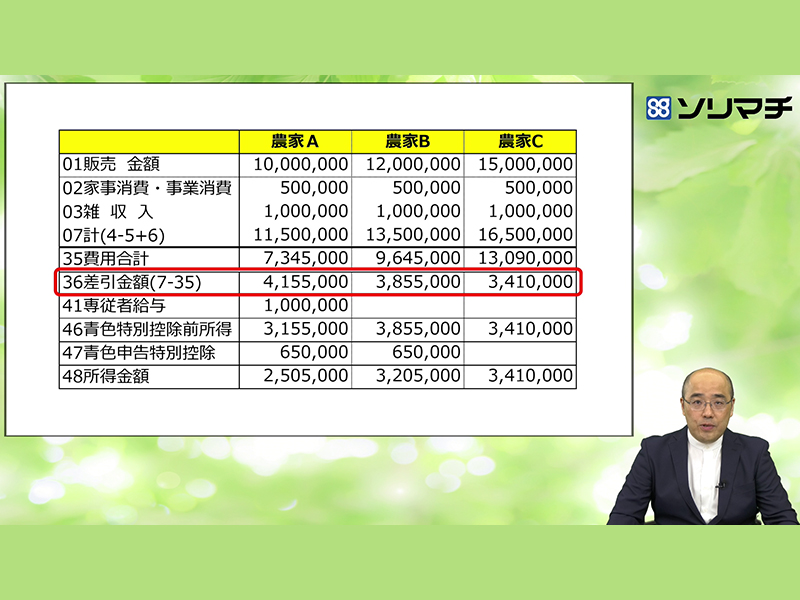 ソリマチ
農家A 農家B 農家C
01販売 金額 10,000,000 12,000,000 15,000,000
02家事消費・事業消費 500,000 500,000 500,000
03雑 収 入 1,000,000 1,000,000 1,000,000
07計(4-5+6) 11,500,000 13,500,000 16,500,000
35費用合計 7,345,000 9,645,000 13,090,000
36差引金額(7-35) 4,155,000 3,855,000 3,410,000
41専従者給与 1,000,000
46青色特別控除前所得 3,155,000 3,855,000 3,410,000
47青色申告特別控除 650,000 650,000
48所得金額 2,505,000 3,205,000 3,410,000